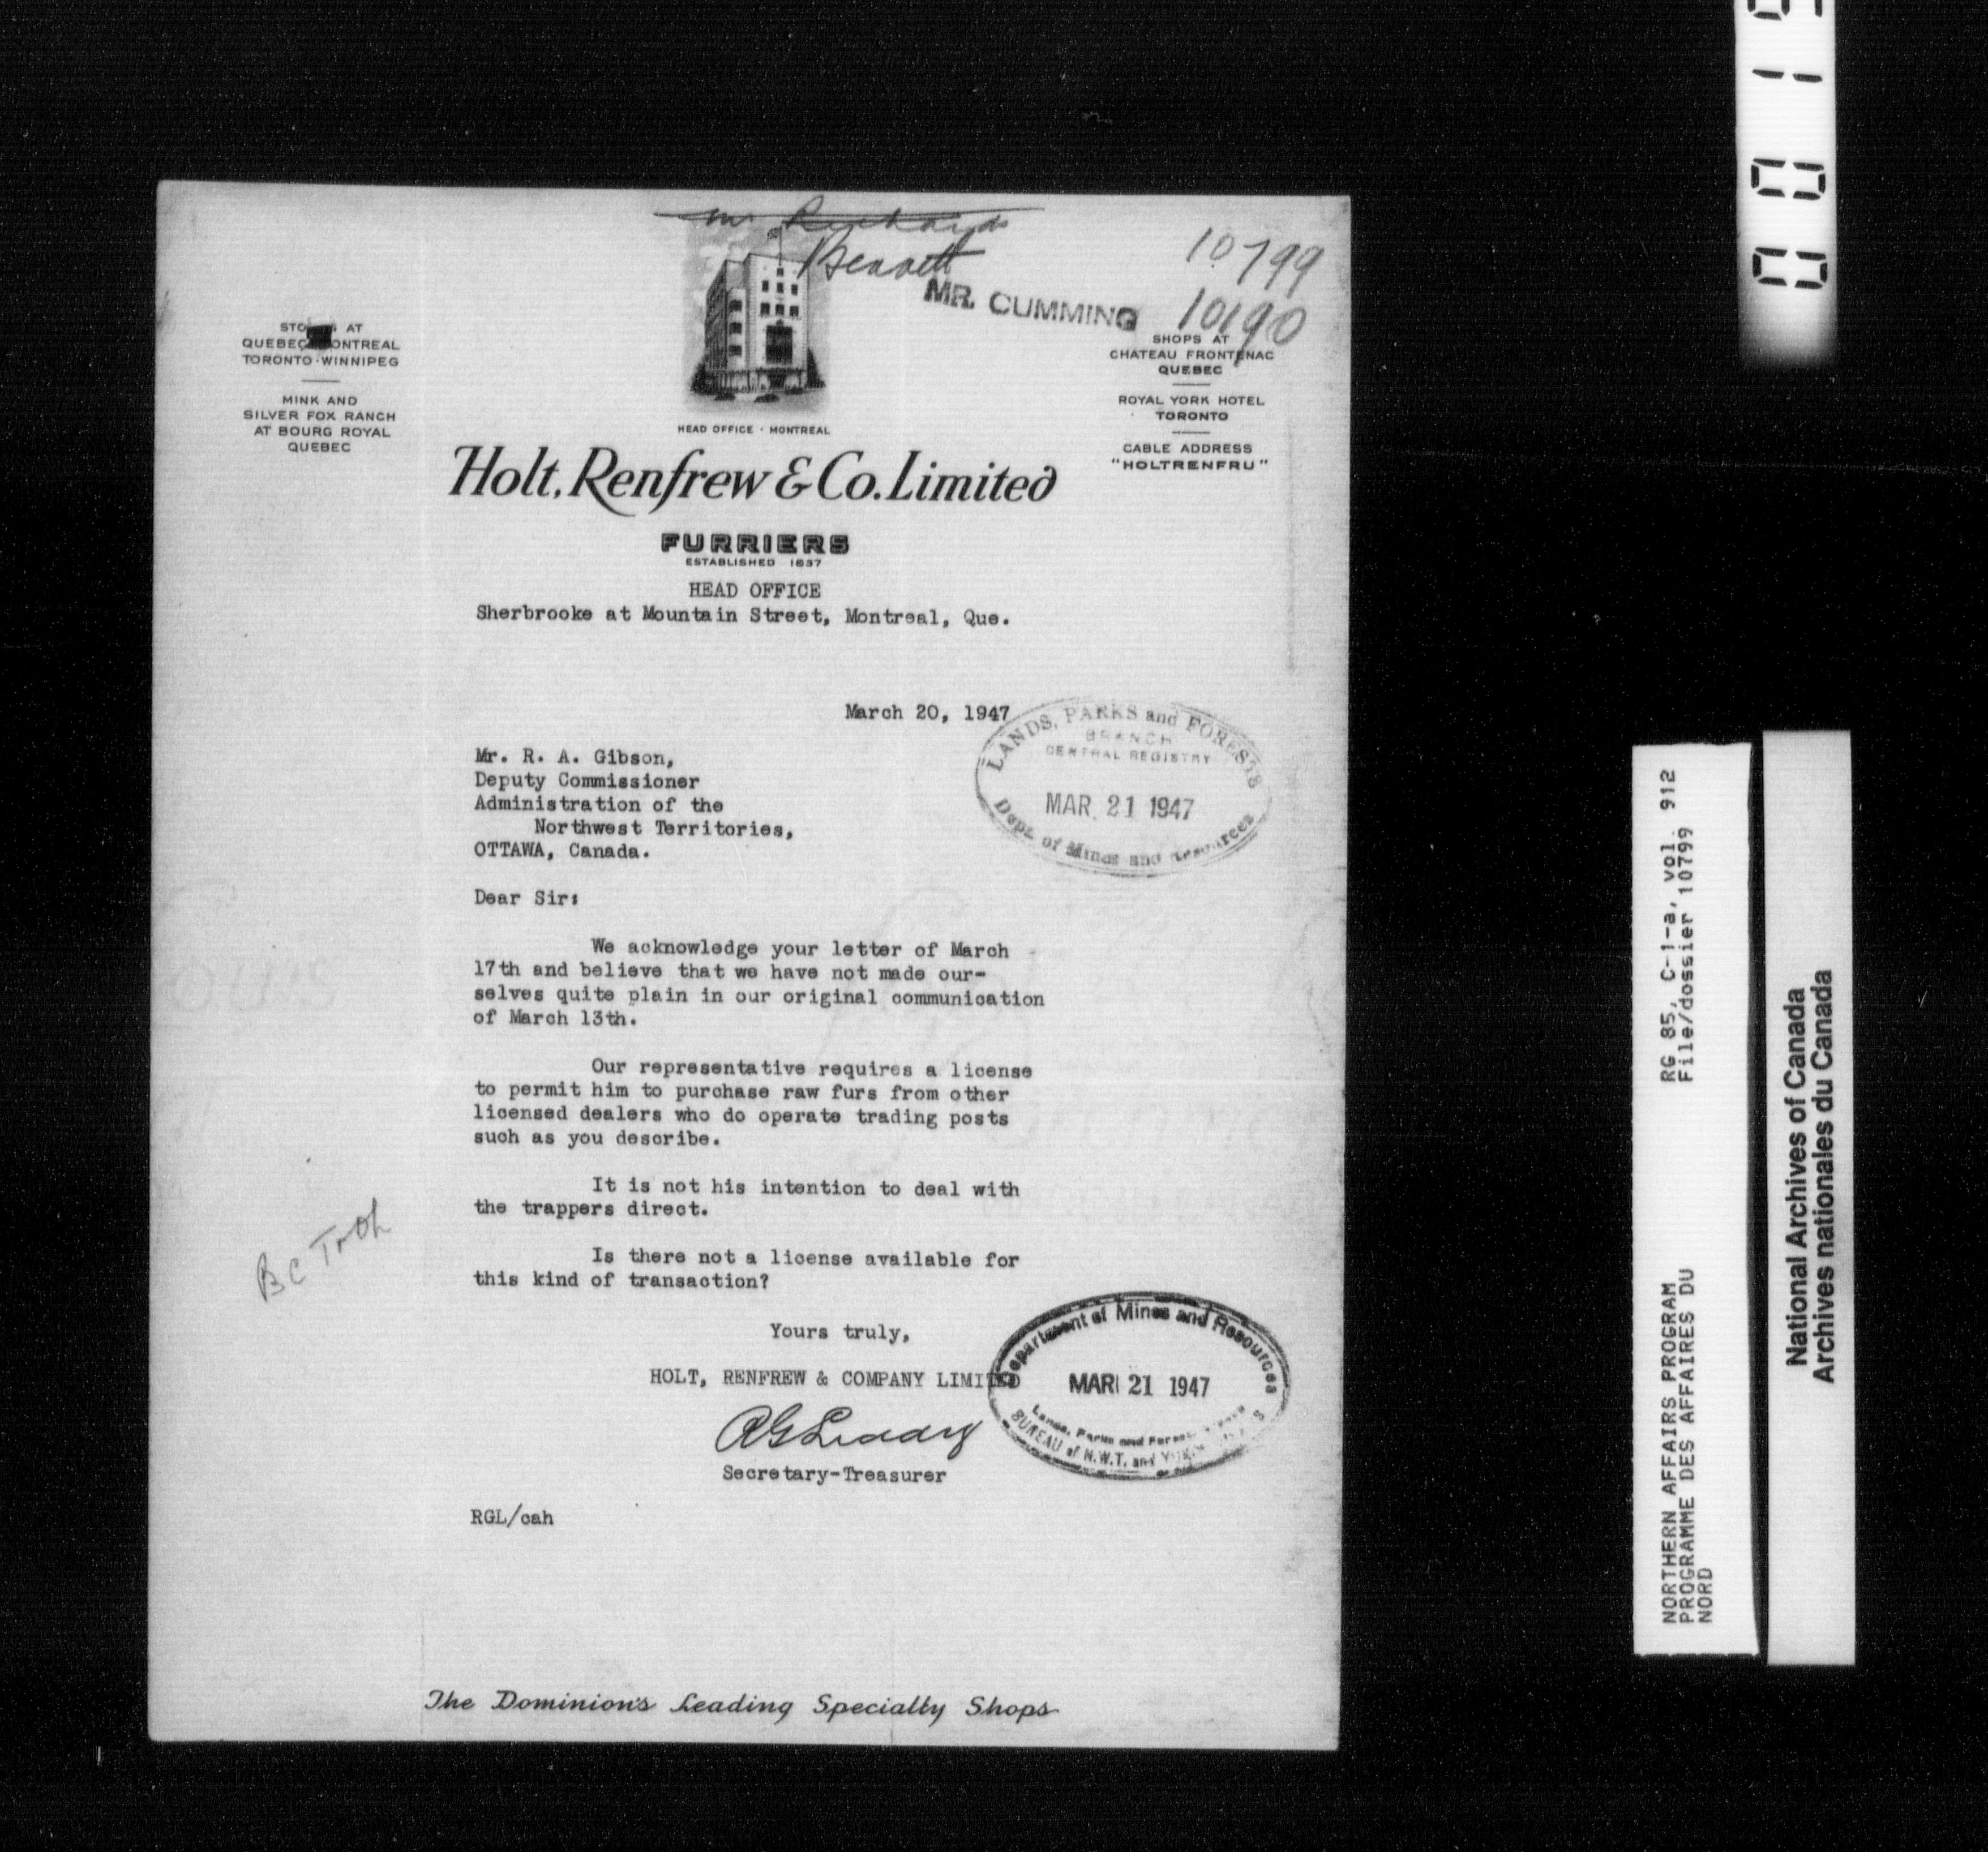 Bennett
10799
MR. CUMMING
10190
AT
TORONTO·WINNIPEG
MINK AND
SILVER FOX RANCH
AT BOURG ROYAL
QUEBEC
HEAD OFFICE · MONTREAL
SHOPS AT
CHATEAU FRONTENAC
QUEBEC
ROYAL YORK HOTEL
TORONTO
CABLE ADDRESS
"HOLTRENFRU"
Holt, Renfrew & Co. Limited
FURRIERS
ESTABLISHED 1837
HEAD OFFICE
Sherbrooke at Mountain Street, Montreal, Que.
March 20, 1947
LANDS, PARKS and FORESTS
BRANCH
CENTRAL REGISTRY
MAR. 21 1947
Dept. of Mines and Resources
Mr. R. A. Gibson,
Deputy Commissioner
Administration of the
Northwest Territories,
OTTAWA, Canada.
Dear Sir:
We acknowledge your letter of March
17th and believe that we have not made our-
selves quite plain in our original communication
of March 13th.
Our representative requires a license
to permit him to purchase raw furs from other
licensed dealers who do operate trading posts
such as you describe.
It is not his intention to deal with
the trappers direct.
Is there not a license available for
this kind of transaction?
Yours truly,
HOLT, RENFREW & COMPANY LIMITED
Secretary-Treasurer
Department of Mines and Resources
MAR 21 1947
Lands, Parks and Forests
BUREAU of N.W.T. and
RGL/cah
The Dominion's Leading Specialty Shops
RG 85, C-1-a, vol. 912
File/dossier 10799
NORTHERN AFFAIRS PROGRAM
PROGRAMME DES AFFAIRES DU
NORD
National Archives of Canada
Archives nationales du Canada